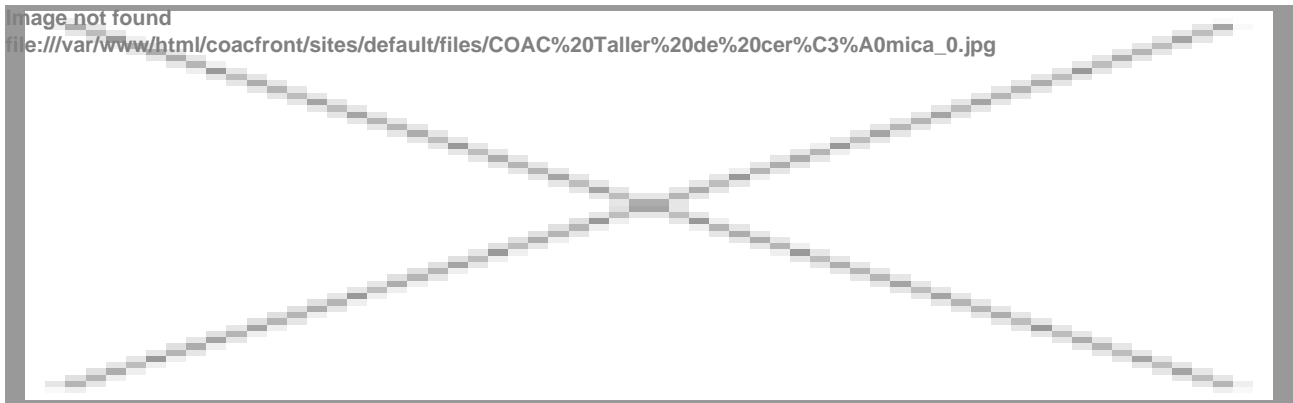 Image not found
file:///var/www/html/coacfront/sites/default/files/COAC%20Taller%20de%20cer%C3%A0mica_0.jpg